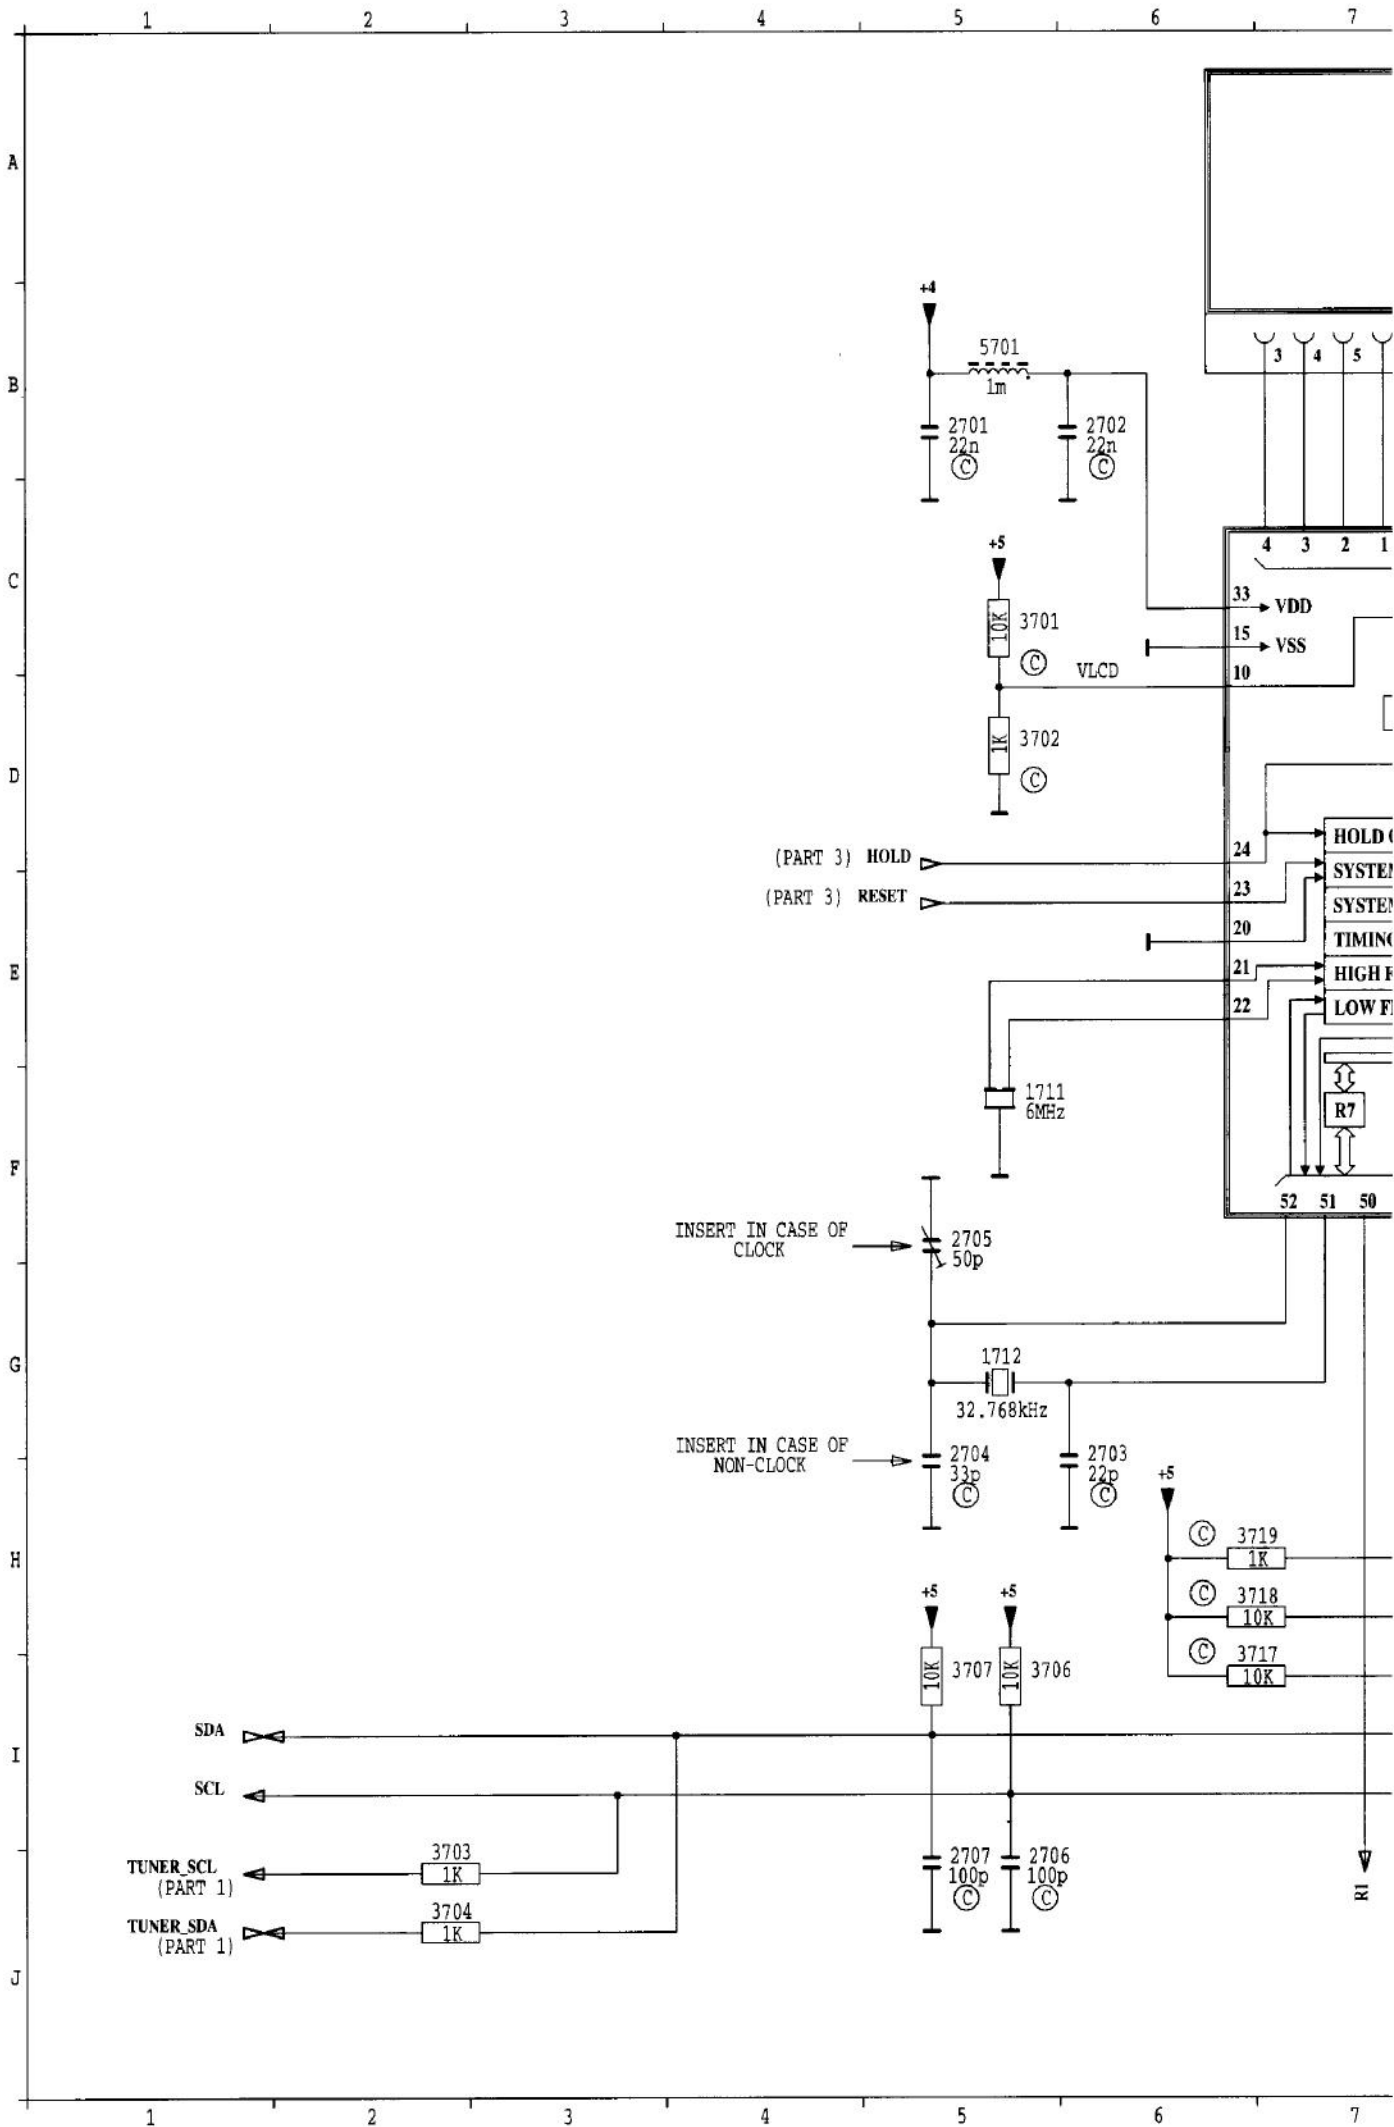 1 2 3 4 5 6 7
A
+4
5701
3 4 5
B
1m
2701 2702
22n 22n
C C
+5
4 3 2 1
C
33 VDD
10K 3701
15 VSS
C
VLCD 10
1K 3702
D
C
HOLD
24
(PART 3) HOLD
SYSTEM
23
(PART 3) RESET
SYSTEM
20
TIMING
21
E
HIGH F
22
LOW F
1711
6MHz
R7
F
52 51 50
INSERT IN CASE OF
CLOCK
2705
50p
G
1712
32.768kHz
INSERT IN CASE OF
NON-CLOCK
2704 2703
33p 22p
C C
+5
C 3719
H
1K
+5 +5
C 3718
10K
C 3717
10K 3707 10K 3706
10K
SDA
I
SCL
3703
TUNER_SCL 1K
(PART 1)
2707 2706
100p 100p
C C
R1
3704
TUNER_SDA 1K
(PART 1)
J
1 2 3 4 5 6 7